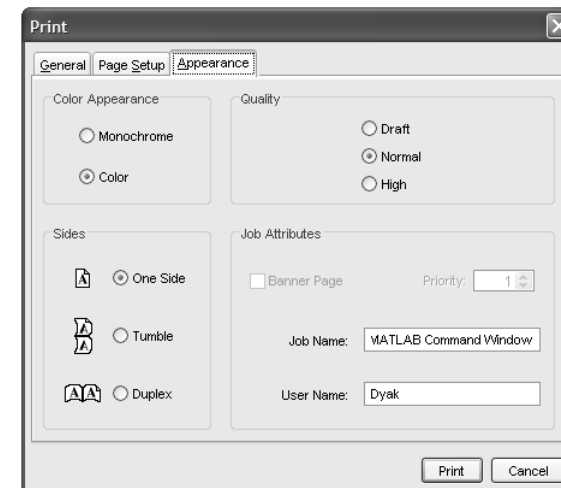 Print
General Page Setup Appearance
Color Appearance
Monochrome
Color
Quality
Draft
Normal
High
Sides
A One Side
A
A Tumble
A A Duplex
Job Attributes
Banner Page Priority: 1
Job Name: MATLAB Command Window
User Name: Dyak
Print Cancel